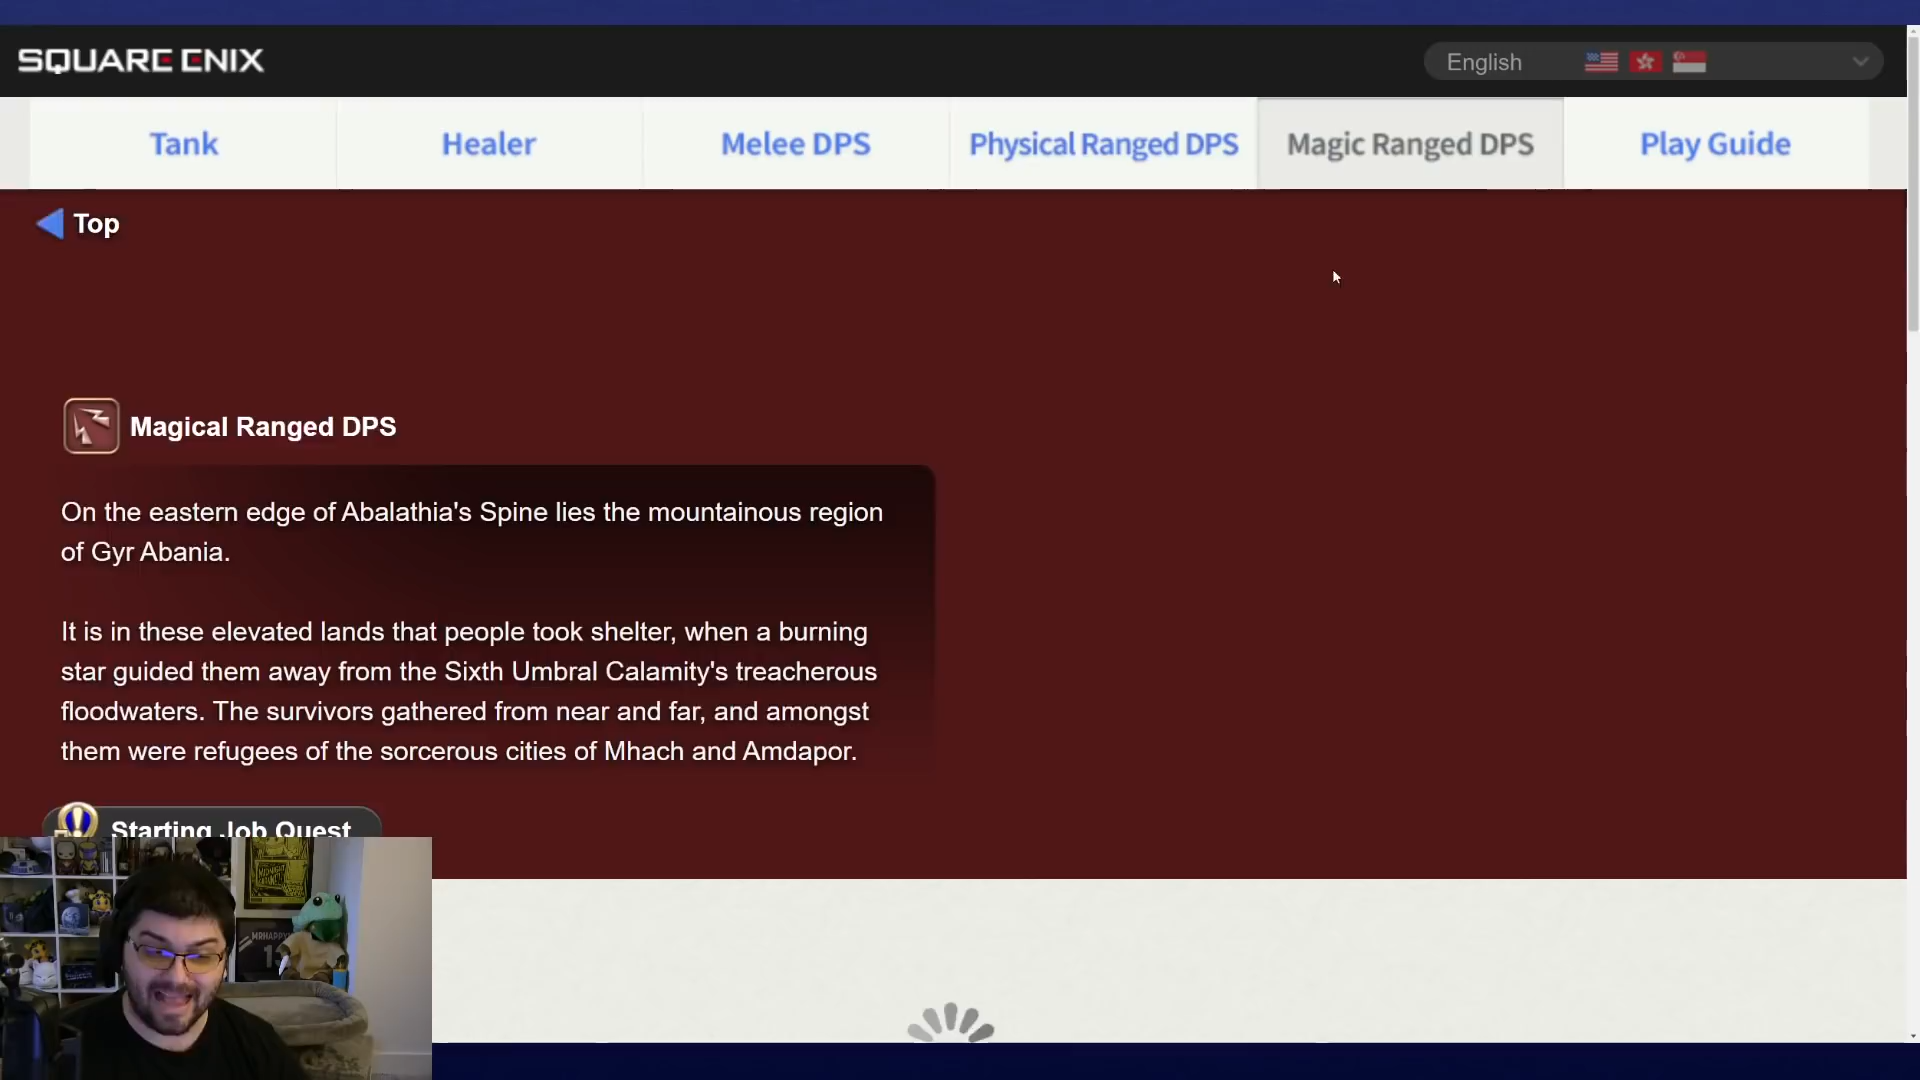 SQUARE ENIX
English
Tank
Healer
Melee DPS
Physical Ranged DPS
Magic Ranged DPS
Play Guide
Top
Magical Ranged DPS
On the eastern edge of Abalathia's Spine lies the mountainous region
of Gyr Abania.
It is in these elevated lands that people took shelter, when a burning
star guided them away from the Sixth Umbral Calamity's treacherous
floodwaters. The survivors gathered from near and far, and amongst
them were refugees of the sorcerous cities of Mhach and Amdapor.
Starting Job Quest
MRHAPPY